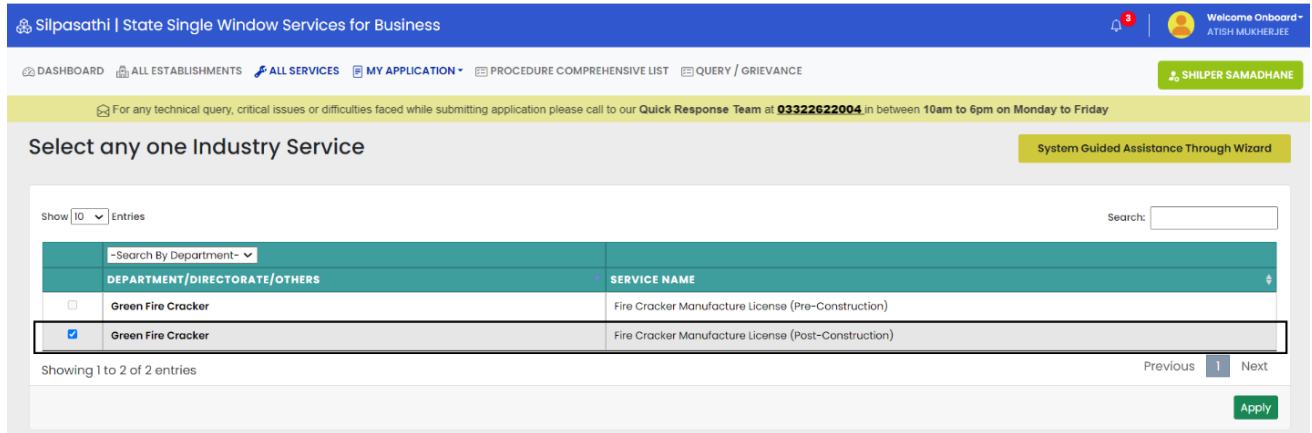 Silpasathi | State Single Window Services for Business
3
Welcome Onboard
ATISH MUKHERJEE
DASHBOARD ALL ESTABLISHMENTS ALL SERVICES MY APPLICATION PROCEDURE COMPREHENSIVE LIST QUERY / GRIEVANCE
SHILPER SAMADHANE
For any technical query, critical issues or difficulties faced while submitting application please call to our Quick Response Team at 03322622004 in between 10am to 6pm on Monday to Friday
Select any one Industry Service
System Guided Assistance Through Wizard
Show 10 Entries
Search:
-Search By Department-
DEPARTMENT/DIRECTORATE/OTHERS SERVICE NAME
Green Fire Cracker Fire Cracker Manufacture License (Pre-Construction)
Green Fire Cracker Fire Cracker Manufacture License (Post-Construction)
Showing 1 to 2 of 2 entries
Previous 1 Next
Apply